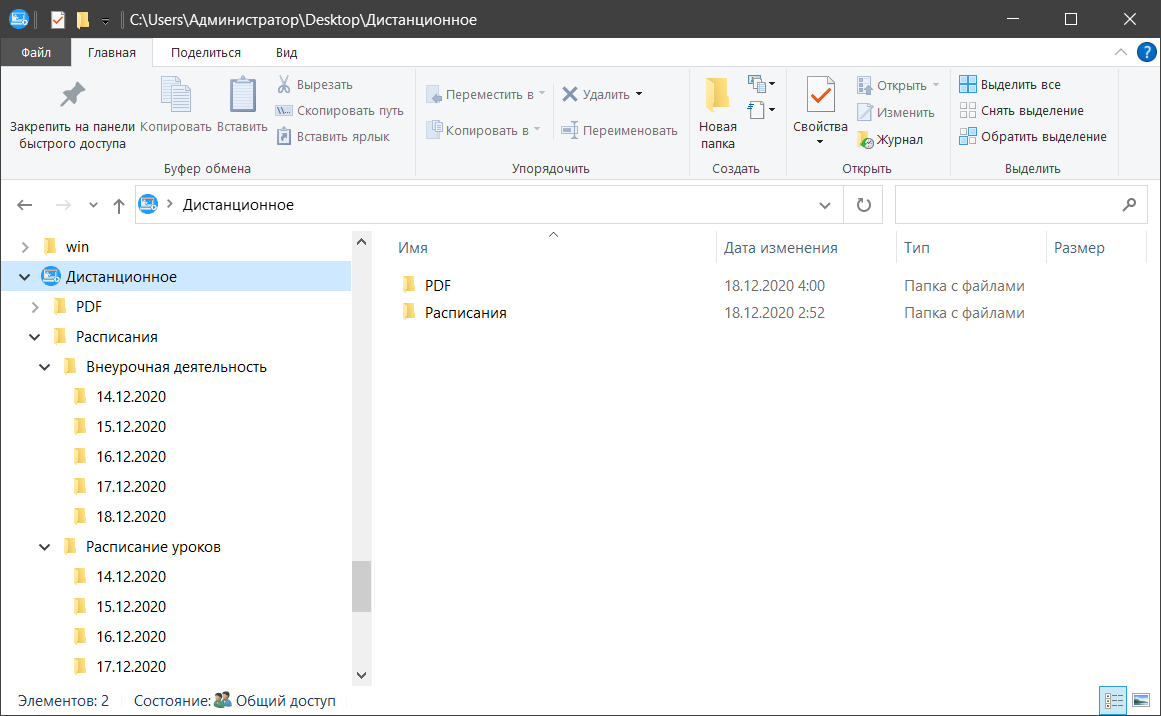 C:\Users\Администратор\Desktop\Дистанционное
Файл Главная Поделиться Вид
Закрепить на панели быстрого доступа
Копировать
Вставить
Вырезать
Скопировать путь
Вставить ярлык
Буфер обмена
Переместить в
Копировать в
Удалить
Переименовать
Упорядочить
Новая папка
Создать
Свойства
Открыть
Изменить
Журнал
Открыть
Выделить все
Снять выделение
Обратить выделение
Выделить
Дистанционное
win
Дистанционное
PDF
Расписания
Внеурочная деятельность
14.12.2020
15.12.2020
16.12.2020
17.12.2020
18.12.2020
Расписание уроков
14.12.2020
15.12.2020
16.12.2020
17.12.2020
Имя Дата изменения Тип Размер
PDF 18.12.2020 4:00 Папка с файлами
Расписания 18.12.2020 2:52 Папка с файлами
Элементов: 2 Состояние: Общий доступ